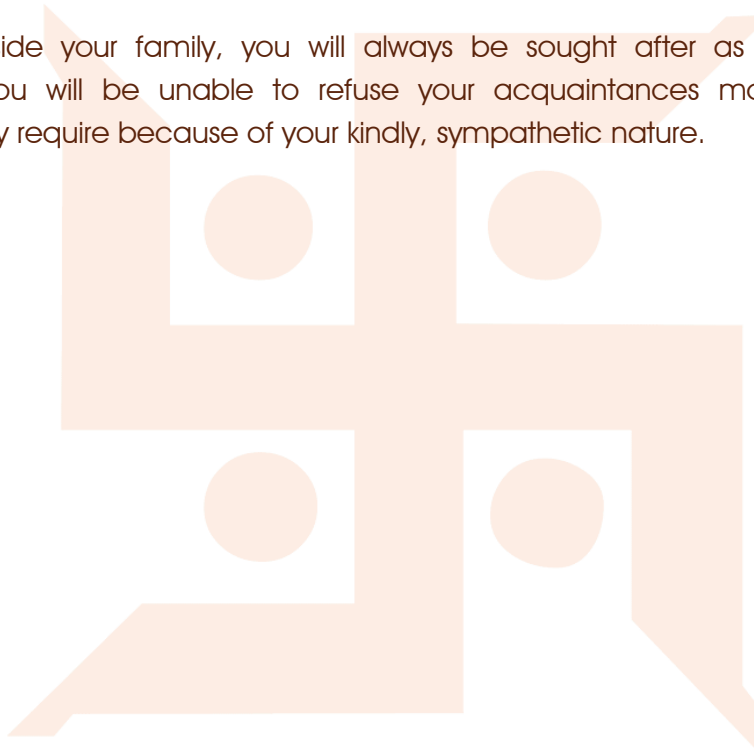 ide your family, you will always be sought after as
ou will be unable to refuse your acquaintances
y require because of your kindly, sympathetic nature.